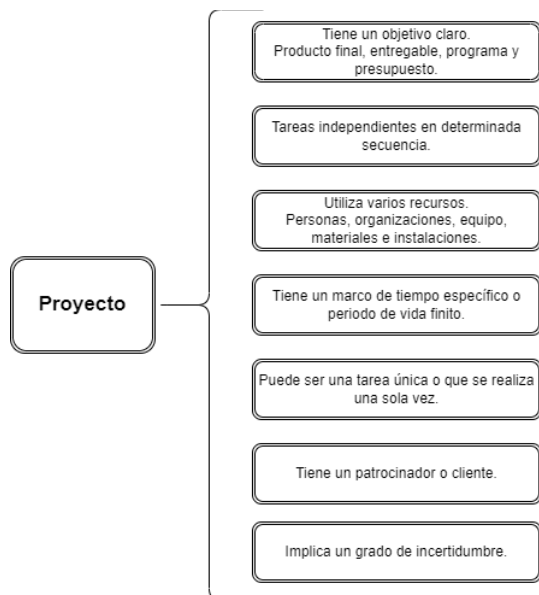 Tiene un objetivo claro.
Producto final, entregable, programa y
presupuesto.
Tareas independientes en determinada
secuencia.
Utiliza varios recursos.
Personas, organizaciones, equipo,
materiales e instalaciones.
Proyecto
Tiene un marco de tiempo específico o
periodo de vida finito.
Puede ser una tarea única o que se realiza
una sola vez.
Tiene un patrocinador o cliente.
Implica un grado de incertidumbre.